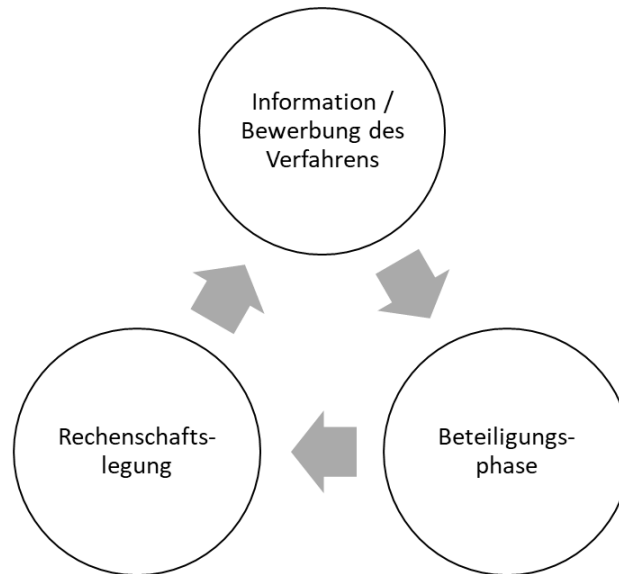 Information /
Bewerbung des
Verfahrens
Rechenschafts-
legung
Beteiligungs-
phase